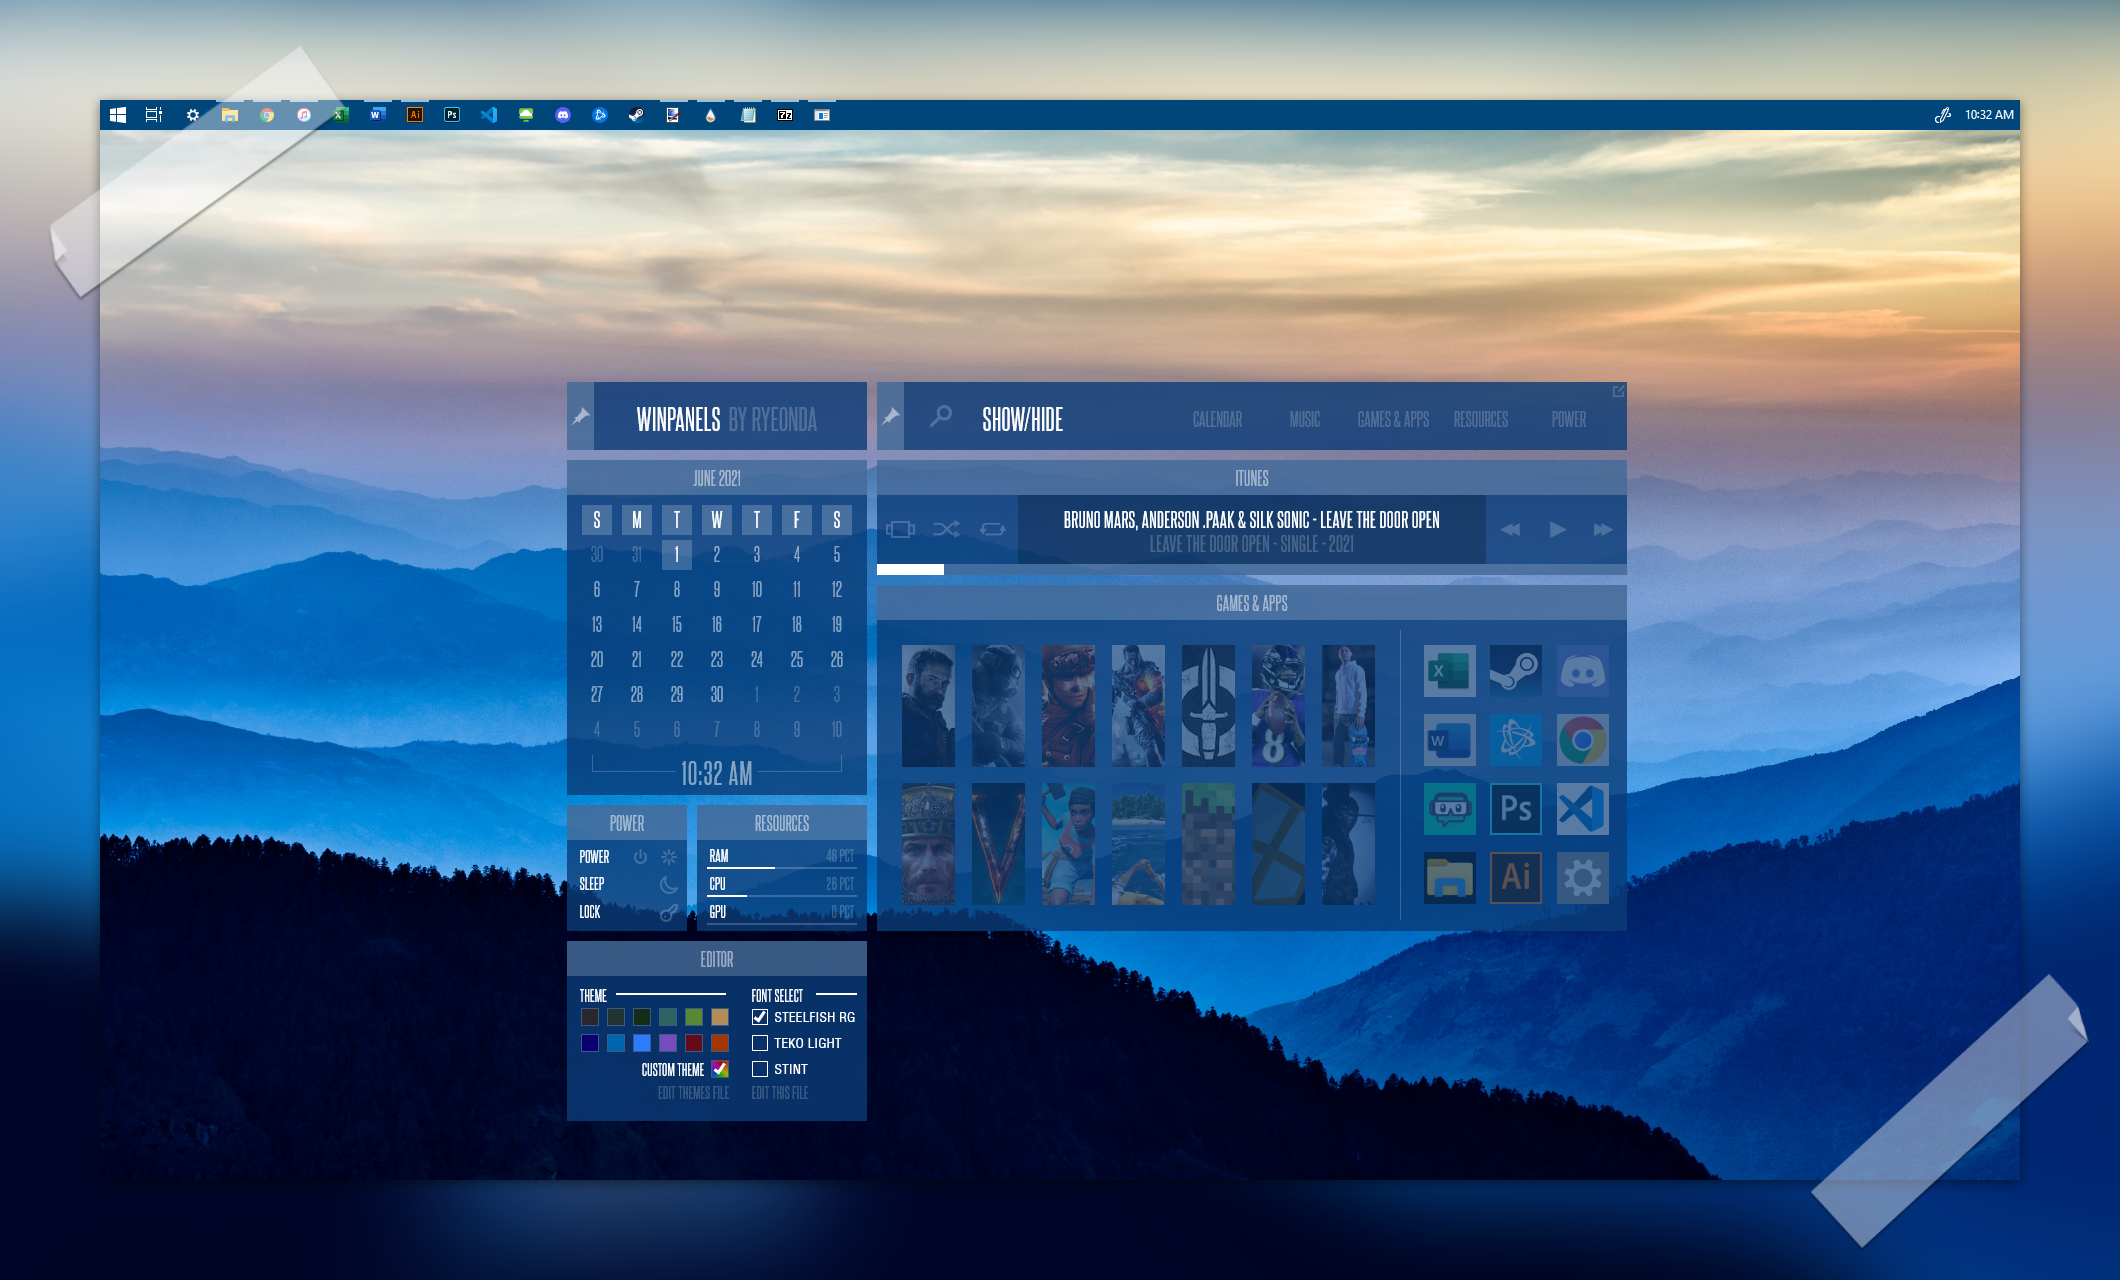 10:32 AM
WINPANELS BY RYEONDA
SHOW/HIDE
CALENDAR
MUSIC
GAMES & APPS
RESOURCES
POWER
JUNE 2021
S M T W T F S
30 31 1 2 3 4 5
6 7 8 9 10 11 12
13 14 15 16 17 18 19
20 21 22 23 24 25 26
27 28 29 30 1 2 3
4 5 6 7 8 9 10
10:32 AM
ITUNES
BRUNO MARS, ANDERSON .PAAK & SILK SONIC - LEAVE THE DOOR OPEN
LEAVE THE DOOR OPEN - SINGLE - 2021
GAMES & APPS
8
X
W
Ps
Ai
POWER
POWER
SLEEP
LOCK
RESOURCES
RAM 46 PCT
CPU 26 PCT
GPU 0 PCT
EDITOR
THEME
CUSTOM THEME
EDIT THEMES FILE
FONT SELECT
STEELFISH RG
TEKO LIGHT
STINT
EDIT THIS FILE